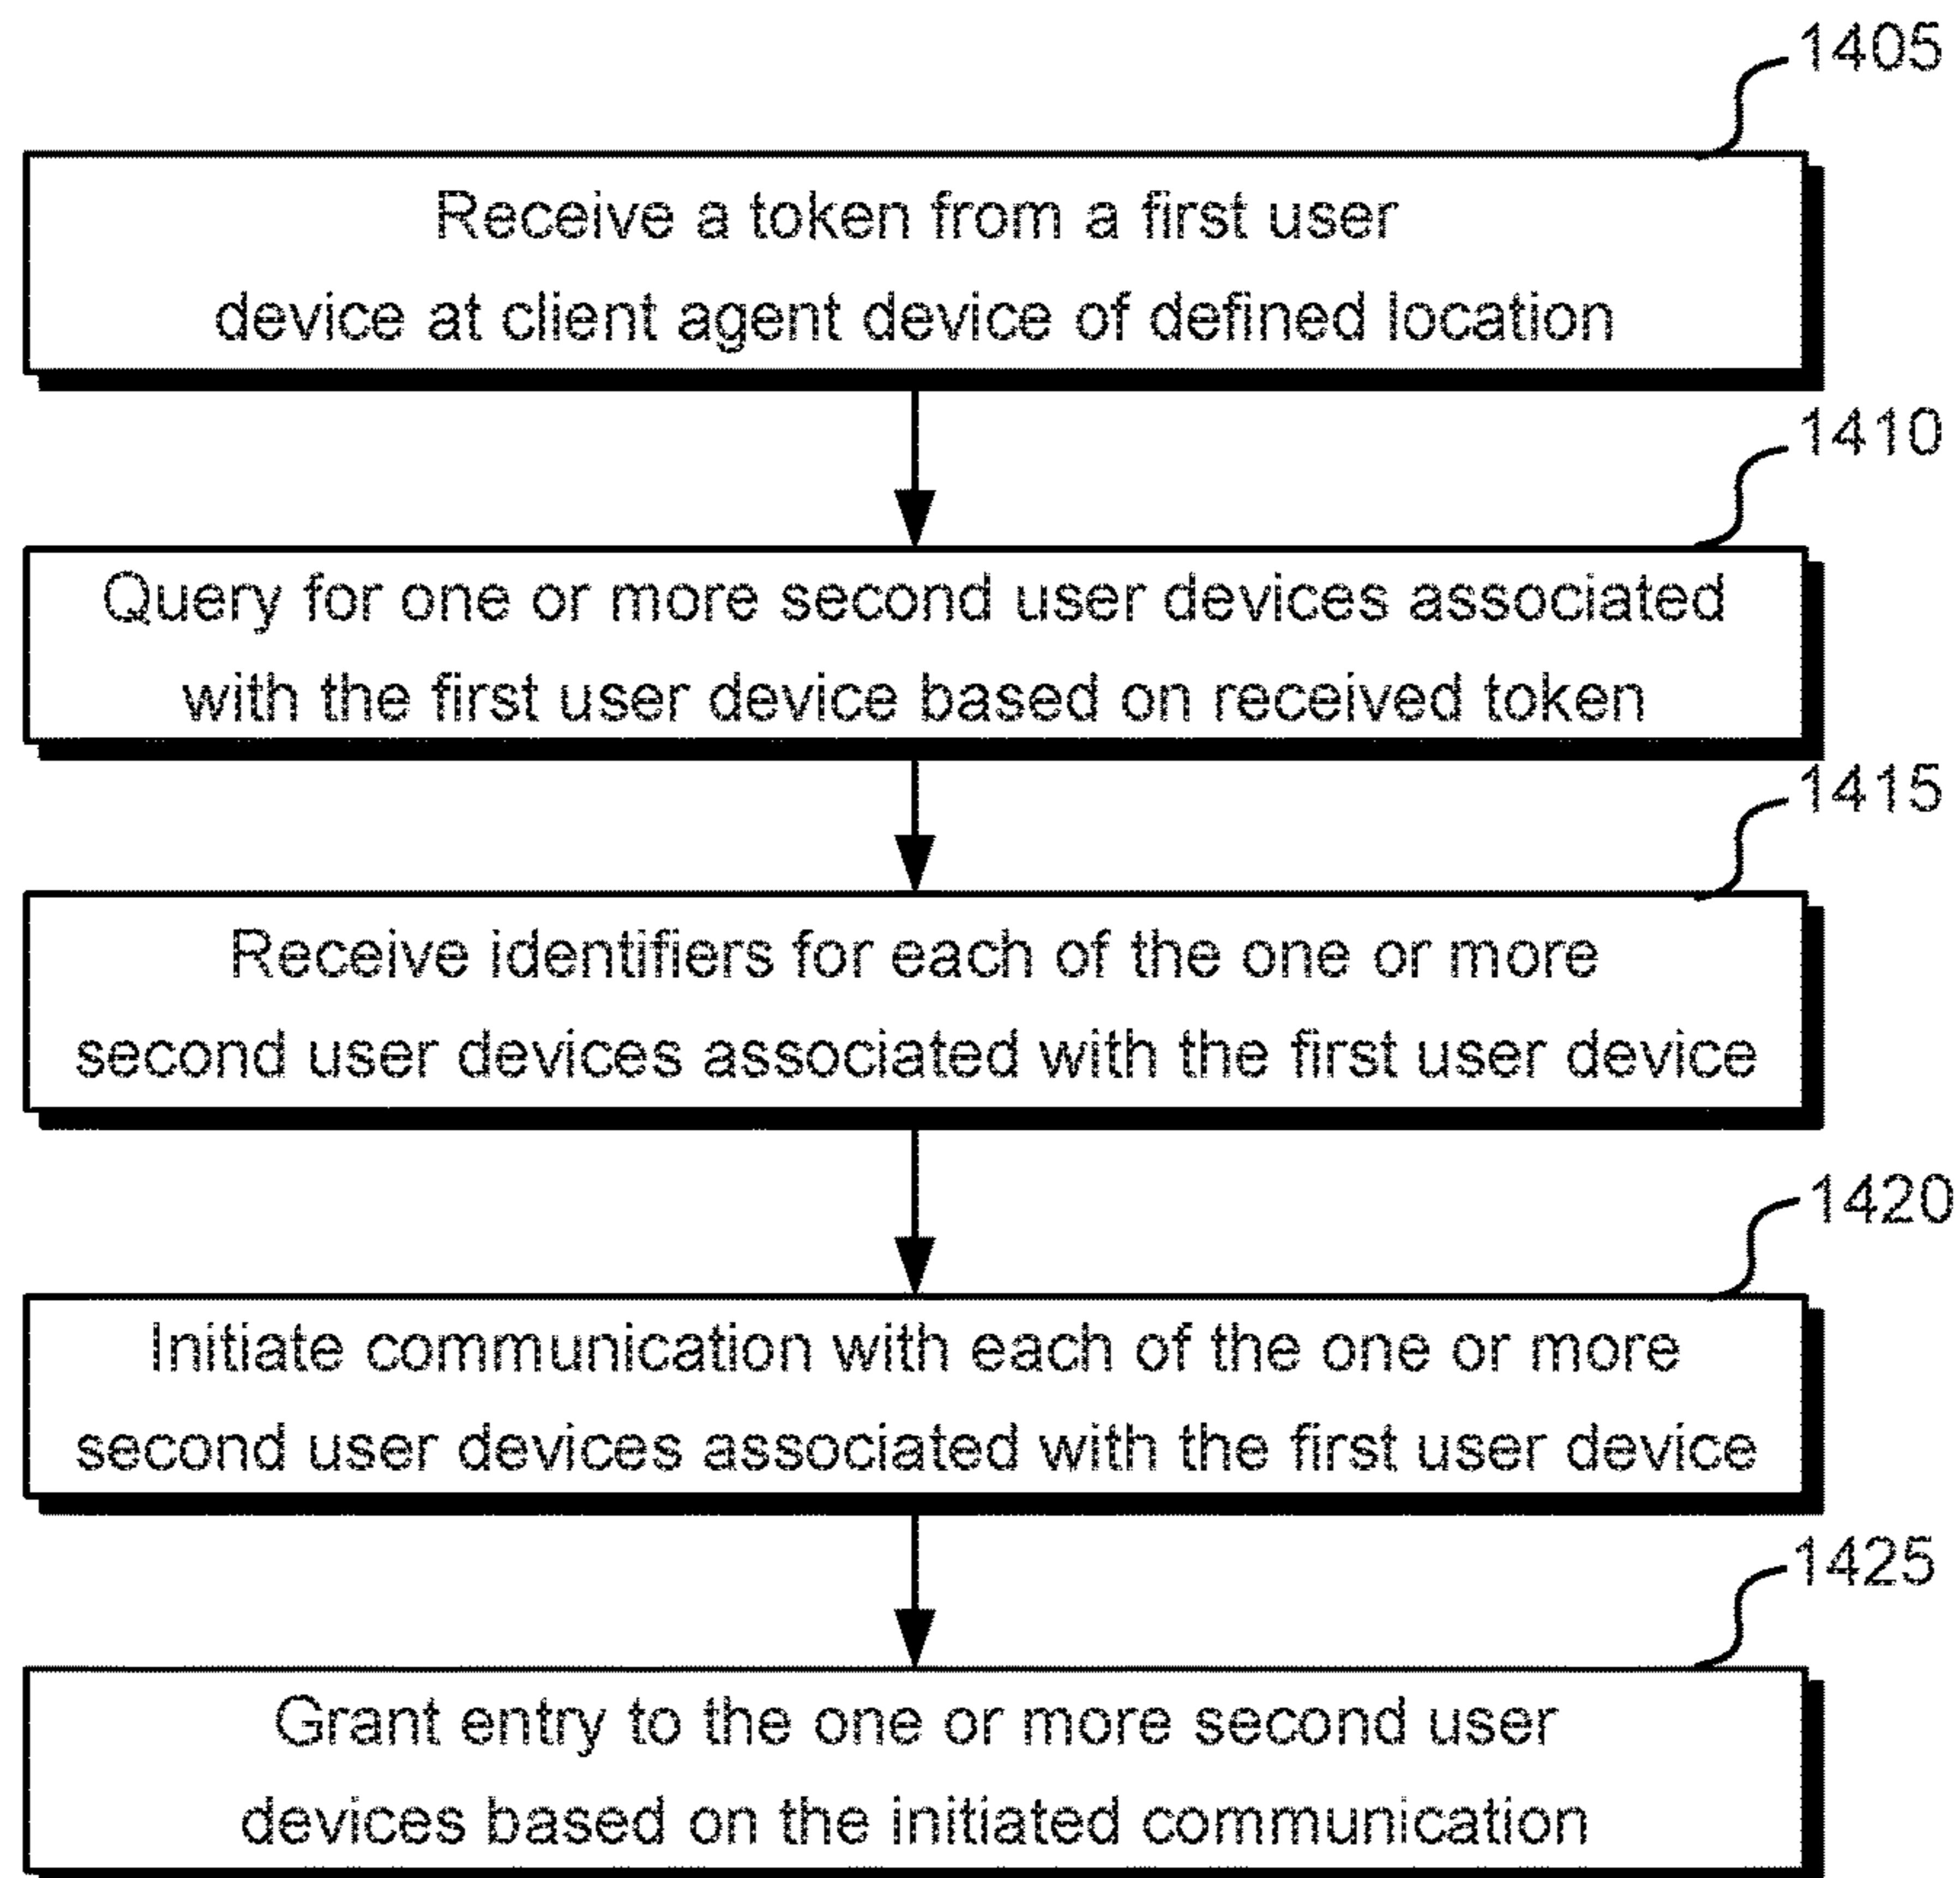 1405
Receive a token from a first user
device at client agent device of defined location
1410
Query for one or more second user devices associated
with the first user device based on received token
1415
Receive identifiers for each of the one or more
second user devices associated with the first user device
1420
Initiate communication with each of the one or more
second user devices associated with the first user device
1425
Grant entry to the one or more second user
devices based on the initiated communication